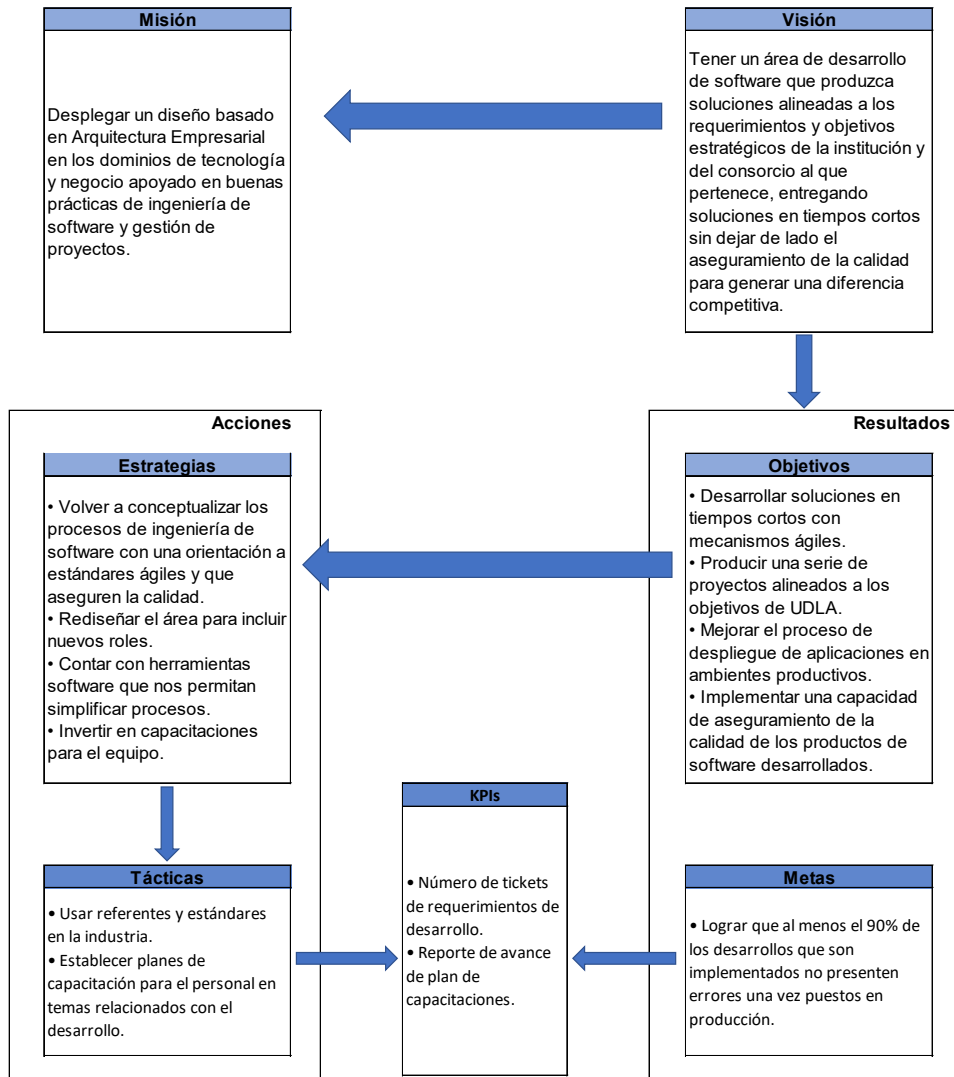 Misión
Desplegar un diseño basado
en Arquitectura Empresarial
en los dominios de tecnología
y negocio apoyado en buenas
prácticas de ingeniería de
software y gestión de
proyectos.
Visión
Tener un área de desarrollo
de software que produzca
soluciones alineadas a los
requerimientos y objetivos
estratégicos de la institución y
del consorcio al que
pertenece, entregando
soluciones en tiempos cortos
sin dejar de lado el
aseguramiento de la calidad
para generar una diferencia
competitiva.
Acciones
Estrategias
• Volver a conceptualizar los
procesos de ingeniería de
software con una orientación a
estándares ágiles y que
aseguren la calidad.
• Rediseñar el área para incluir
nuevos roles.
• Contar con herramientas
software que nos permitan
simplificar procesos.
• Invertir en capacitaciones
para el equipo.
Resultados
Objetivos
• Desarrollar soluciones en
tiempos cortos con
mecanismos ágiles.
• Producir una serie de
proyectos alineados a los
objetivos de UDLA.
• Mejorar el proceso de
despliegue de aplicaciones en
ambientes productivos.
• Implementar una capacidad
de aseguramiento de la
calidad de los productos de
software desarrollados.
Tácticas
• Usar referentes y estándares
en la industria.
• Establecer planes de
capacitación para el personal en
temas relacionados con el
desarrollo.
KPIs
• Número de tickets
de requerimientos de
desarrollo.
• Reporte de avance
de plan de
capacitaciones.
Metas
• Lograr que al menos el 90% de
los desarrollos que son
implementados no presenten
errores una vez puestos en
producción.